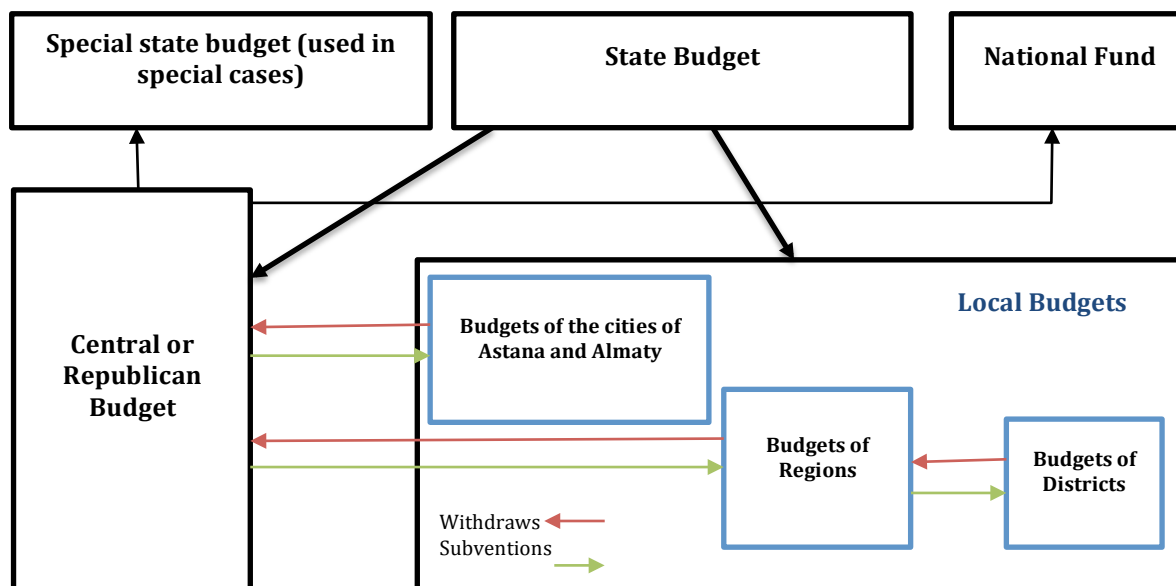 Special state budget (used in
special cases)
State Budget
National Fund
Central or
Republican
Budget
Local Budgets
Budgets of the cities of
Astana and Almaty
Budgets of
Regions
Budgets of
Districts
Withdraws
Subventions